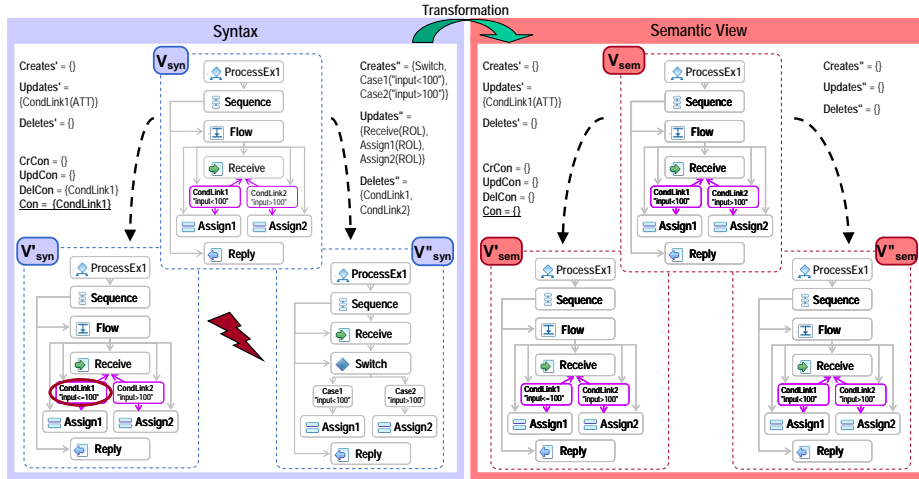 Transformation
Syntax
Creates' = {}
Updates' =
{CondLink1(ATT)}
Deletes' = {}
CrCon = {}
UpdCon = {}
DelCon = {CondLink1}
Con = {CondLink1}
Vsyn
ProcessEx1
Sequence
Flow
Receive
CondLink1
"input<100"
CondLink2
"input>100"
Assign1
Assign2
Reply
Creates" = {Switch,
Case1("input<100"),
Case2("input>100")}
Updates" =
{Receive(ROL),
Assign1(ROL),
Assign2(ROL)}
Deletes" =
{CondLink1,
CondLink2}
V'syn
ProcessEx1
Sequence
Flow
Receive
CondLink1
"input<=100"
CondLink2
"input>100"
Assign1
Assign2
Reply
V"syn
ProcessEx1
Sequence
Receive
Switch
Case1
"input<100"
Case2
"input>100"
Assign1
Assign2
Reply
Semantic View
Creates' = {}
Updates' =
{CondLink1(ATT)}
Deletes' = {}
CrCon = {}
UpdCon = {}
DelCon = {}
Con = {}
Vsem
ProcessEx1
Sequence
Flow
Receive
CondLink1
"input<100"
CondLink2
"input>100"
Assign1
Assign2
Reply
Creates" = {}
Updates" = {}
Deletes" = {}
V'sem
ProcessEx1
Sequence
Flow
Receive
CondLink1
"input<=100"
CondLink2
"input>100"
Assign1
Assign2
Reply
V"sem
ProcessEx1
Sequence
Flow
Receive
CondLink1
"input<100"
CondLink2
"input>100"
Assign1
Assign2
Reply